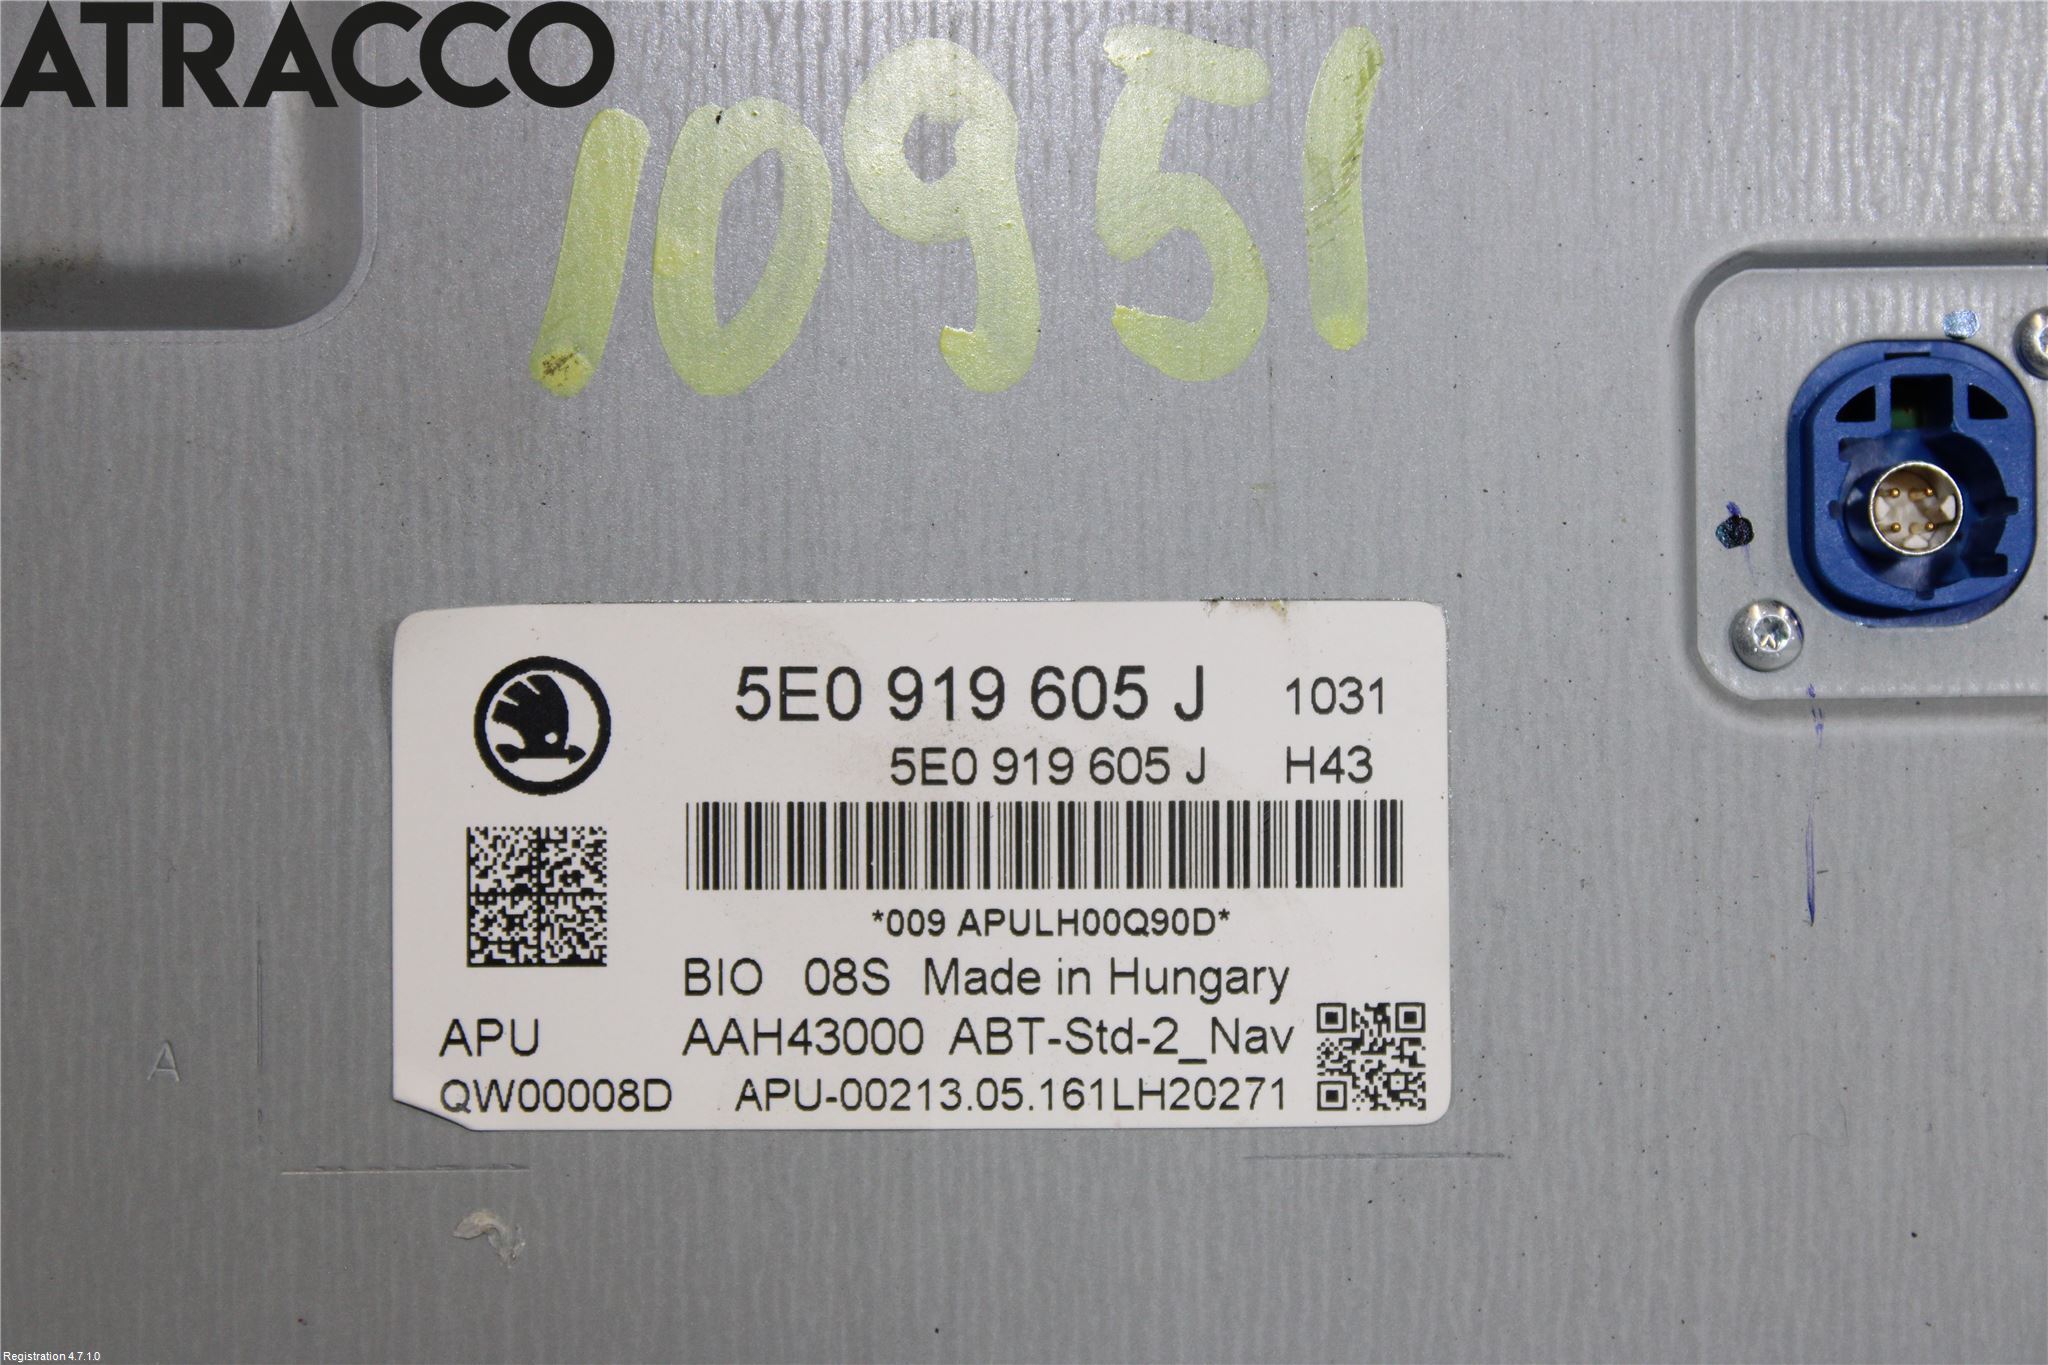 ATRACCO
10951
5E0 919 605 J 1031
5E0 919 605 J H43
*009 APULH00Q90D*
BIO 08S Made in Hungary
APU AAH43000 ABT-Std-2_Nav
QW00008D APU-00213.05.161LH20271
A
Registration 4.7.1.0